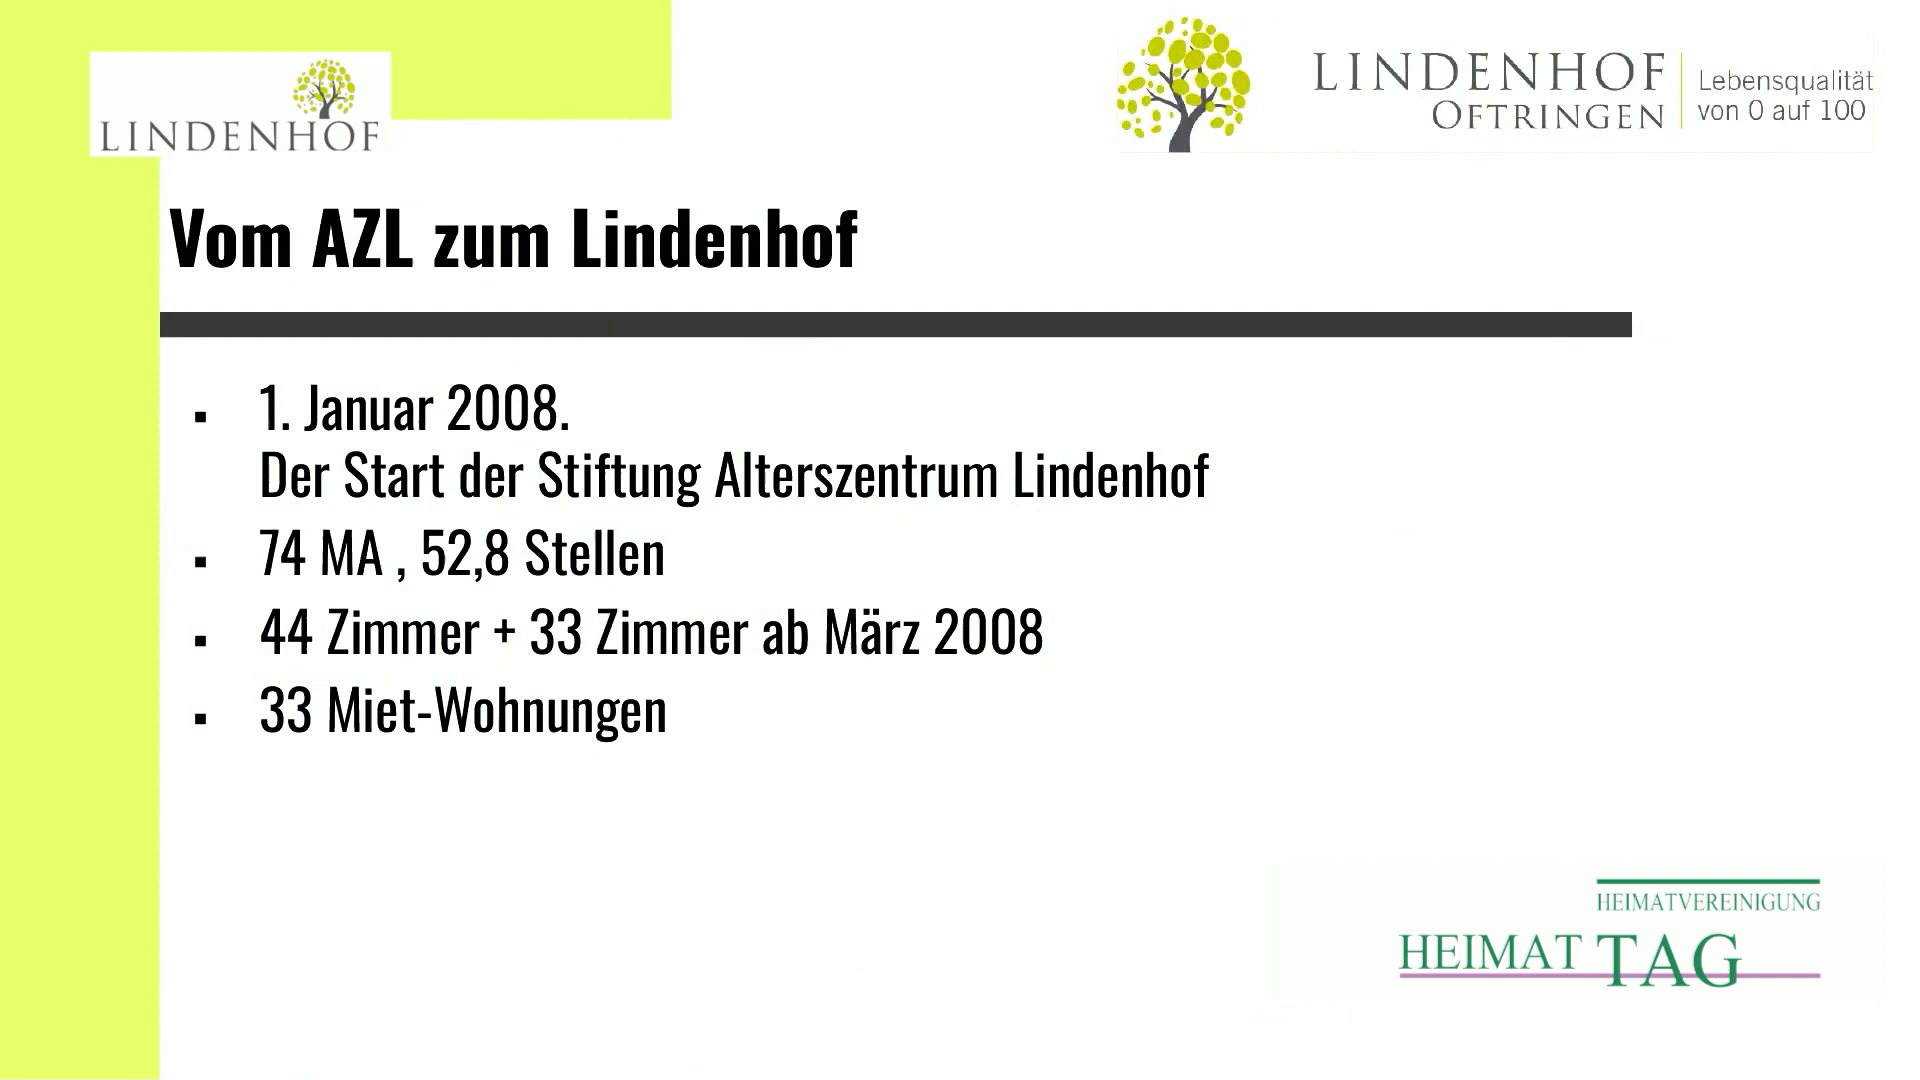 LINDENHOF
LINDENHOF
OFTRINGEN
Lebensqualität
von 0 auf 100
Vom AZL zum Lindenhof
▪ 1. Januar 2008.
Der Start der Stiftung Alterszentrum Lindenhof
▪ 74 MA , 52,8 Stellen
▪ 44 Zimmer + 33 Zimmer ab März 2008
▪ 33 Miet-Wohnungen
HEIMATVEREINIGUNG
HEIMAT TAG